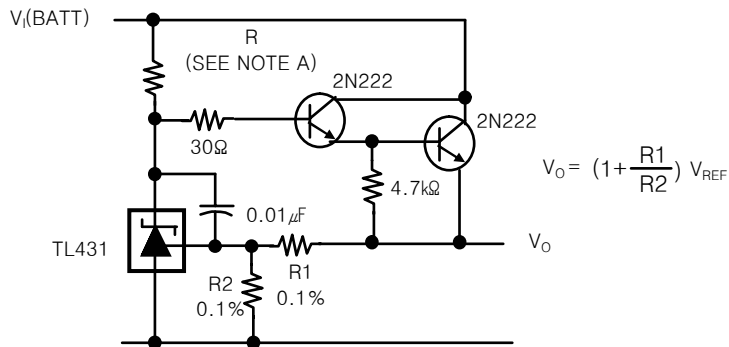 V_I(BATT)
R
(SEE NOTE A)
2N222
2N222
30Ω
4.7kΩ
V_O = (1+ R1/R2) V_REF
0.01μF
TL431
V_O
R1
0.1%
R2
0.1%